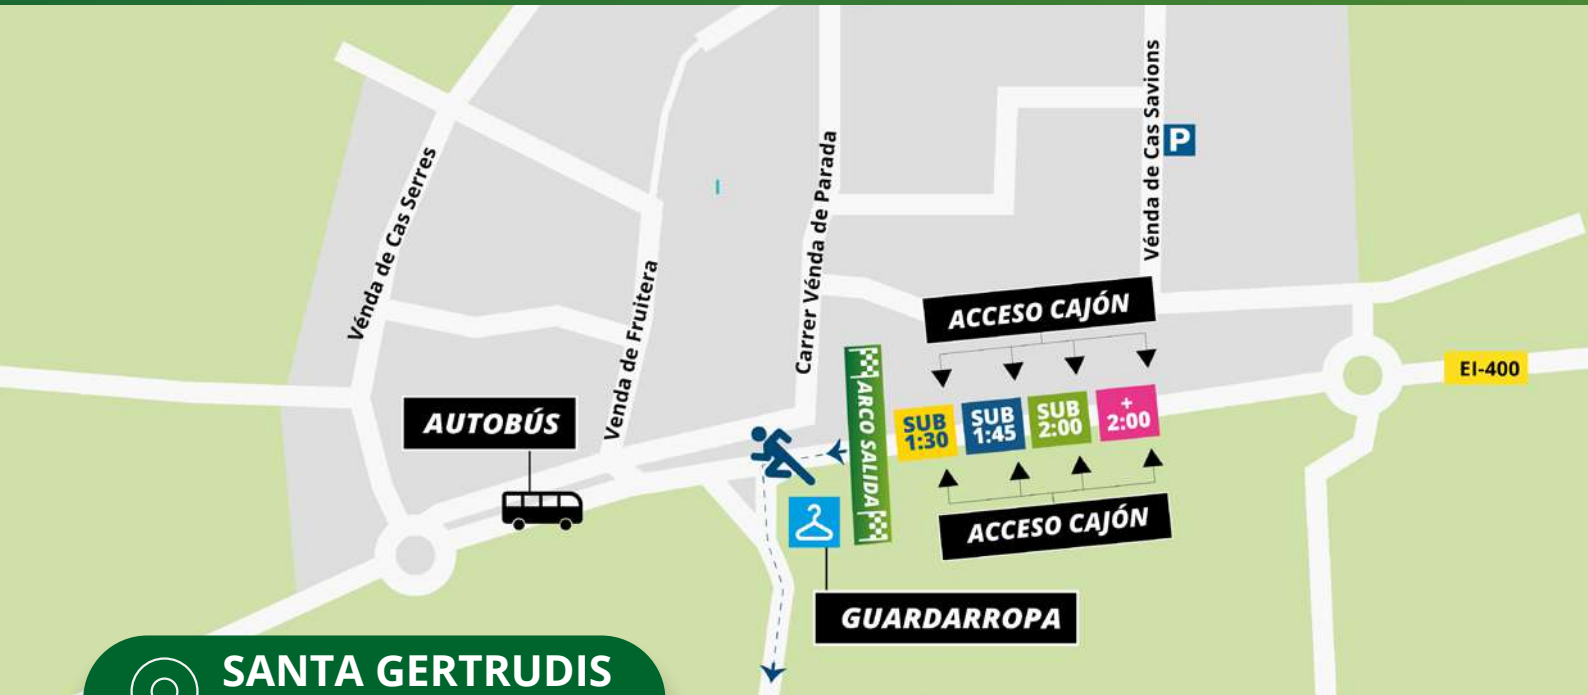 Vénda de Cas Serres
Venda de Fruitera
Carrer Vénda de Parada
Vénda de Cas Savions
P
ACCESO CAJÓN
EI-400
AUTOBÚS
ARCO SALIDA
SUB
1:30
SUB
1:45
SUB
2:00
+
2:00
ACCESO CAJÓN
GUARDARROPA
SANTA GERTRUDIS